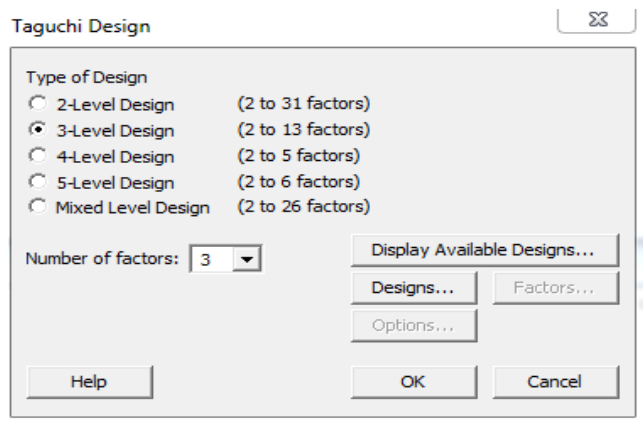 Taguchi Design
Type of Design
2-Level Design (2 to 31 factors)
3-Level Design (2 to 13 factors)
4-Level Design (2 to 5 factors)
5-Level Design (2 to 6 factors)
Mixed Level Design (2 to 26 factors)
Number of factors: 3 Display Available Designs...
Designs... Factors...
Options...
Help OK Cancel